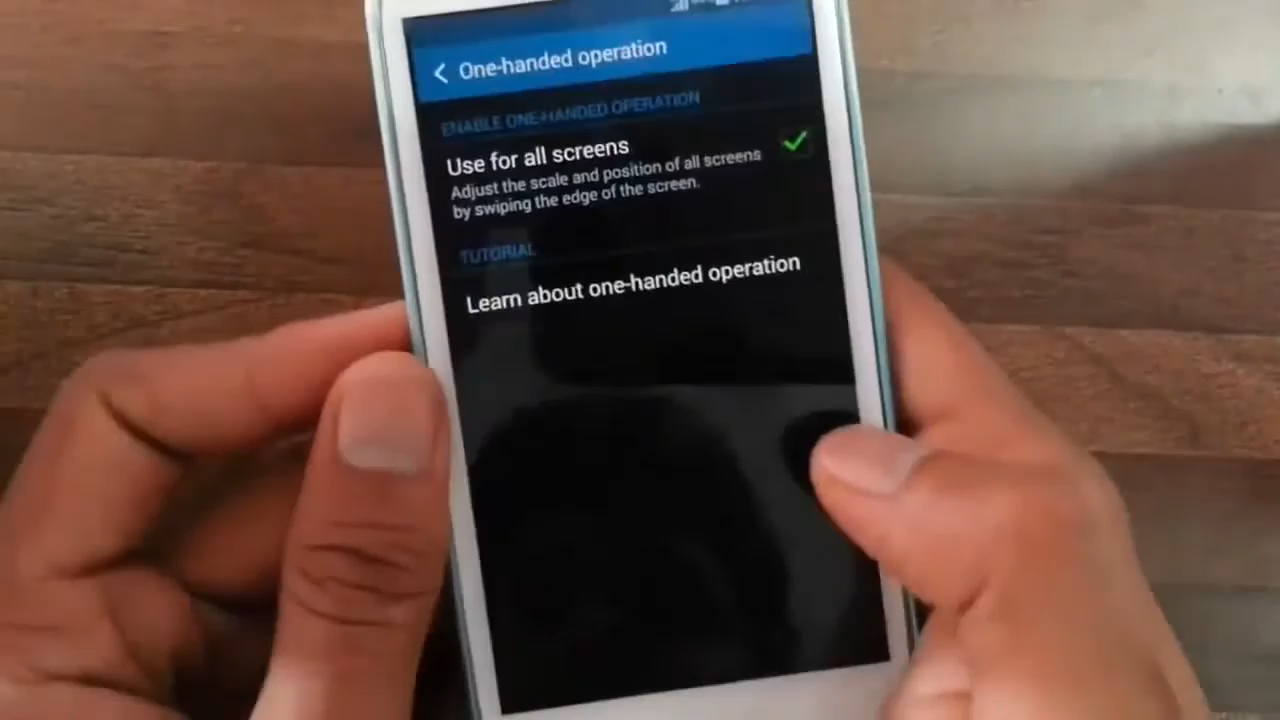 One-handed operation
ENABLE ONE-HANDED OPERATION
Use for all screens
Adjust the scale and position of all screens
by swiping the edge of the screen.
TUTORIAL
Learn about one-handed operation